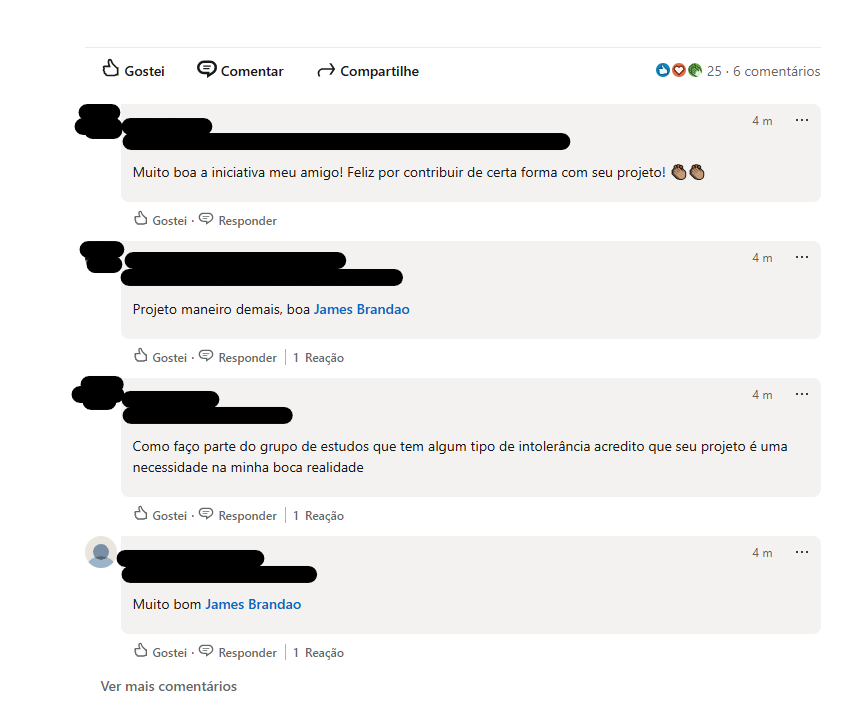 Gostei Comentar Compartilhe 25 · 6 comentários
4 m ...
Muito boa a iniciativa meu amigo! Feliz por contribuir de certa forma com seu projeto! 👏🏽👏🏽
Gostei · Responder
4 m ...
Projeto maneiro demais, boa James Brandao
Gostei · Responder | 1 Reação
4 m ...
Como faço parte do grupo de estudos que tem algum tipo de intolerância acredito que seu projeto é uma
necessidade na minha boca realidade
Gostei · Responder | 1 Reação
4 m ...
Muito bom James Brandao
Gostei · Responder | 1 Reação
Ver mais comentários